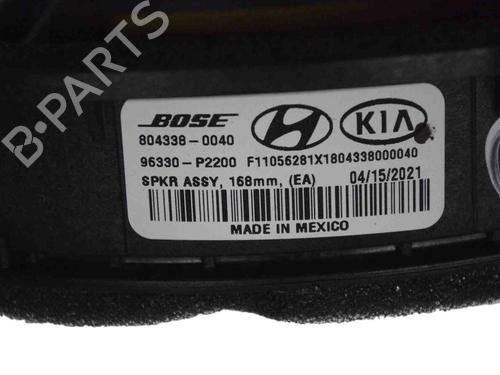 BOSE
KIA
804338-0040
96330-P2200 F11056281X1804338000040
SPKR ASSY, 168mm, (EA) 04/15/2021
MADE IN MEXICO
B-PARTS